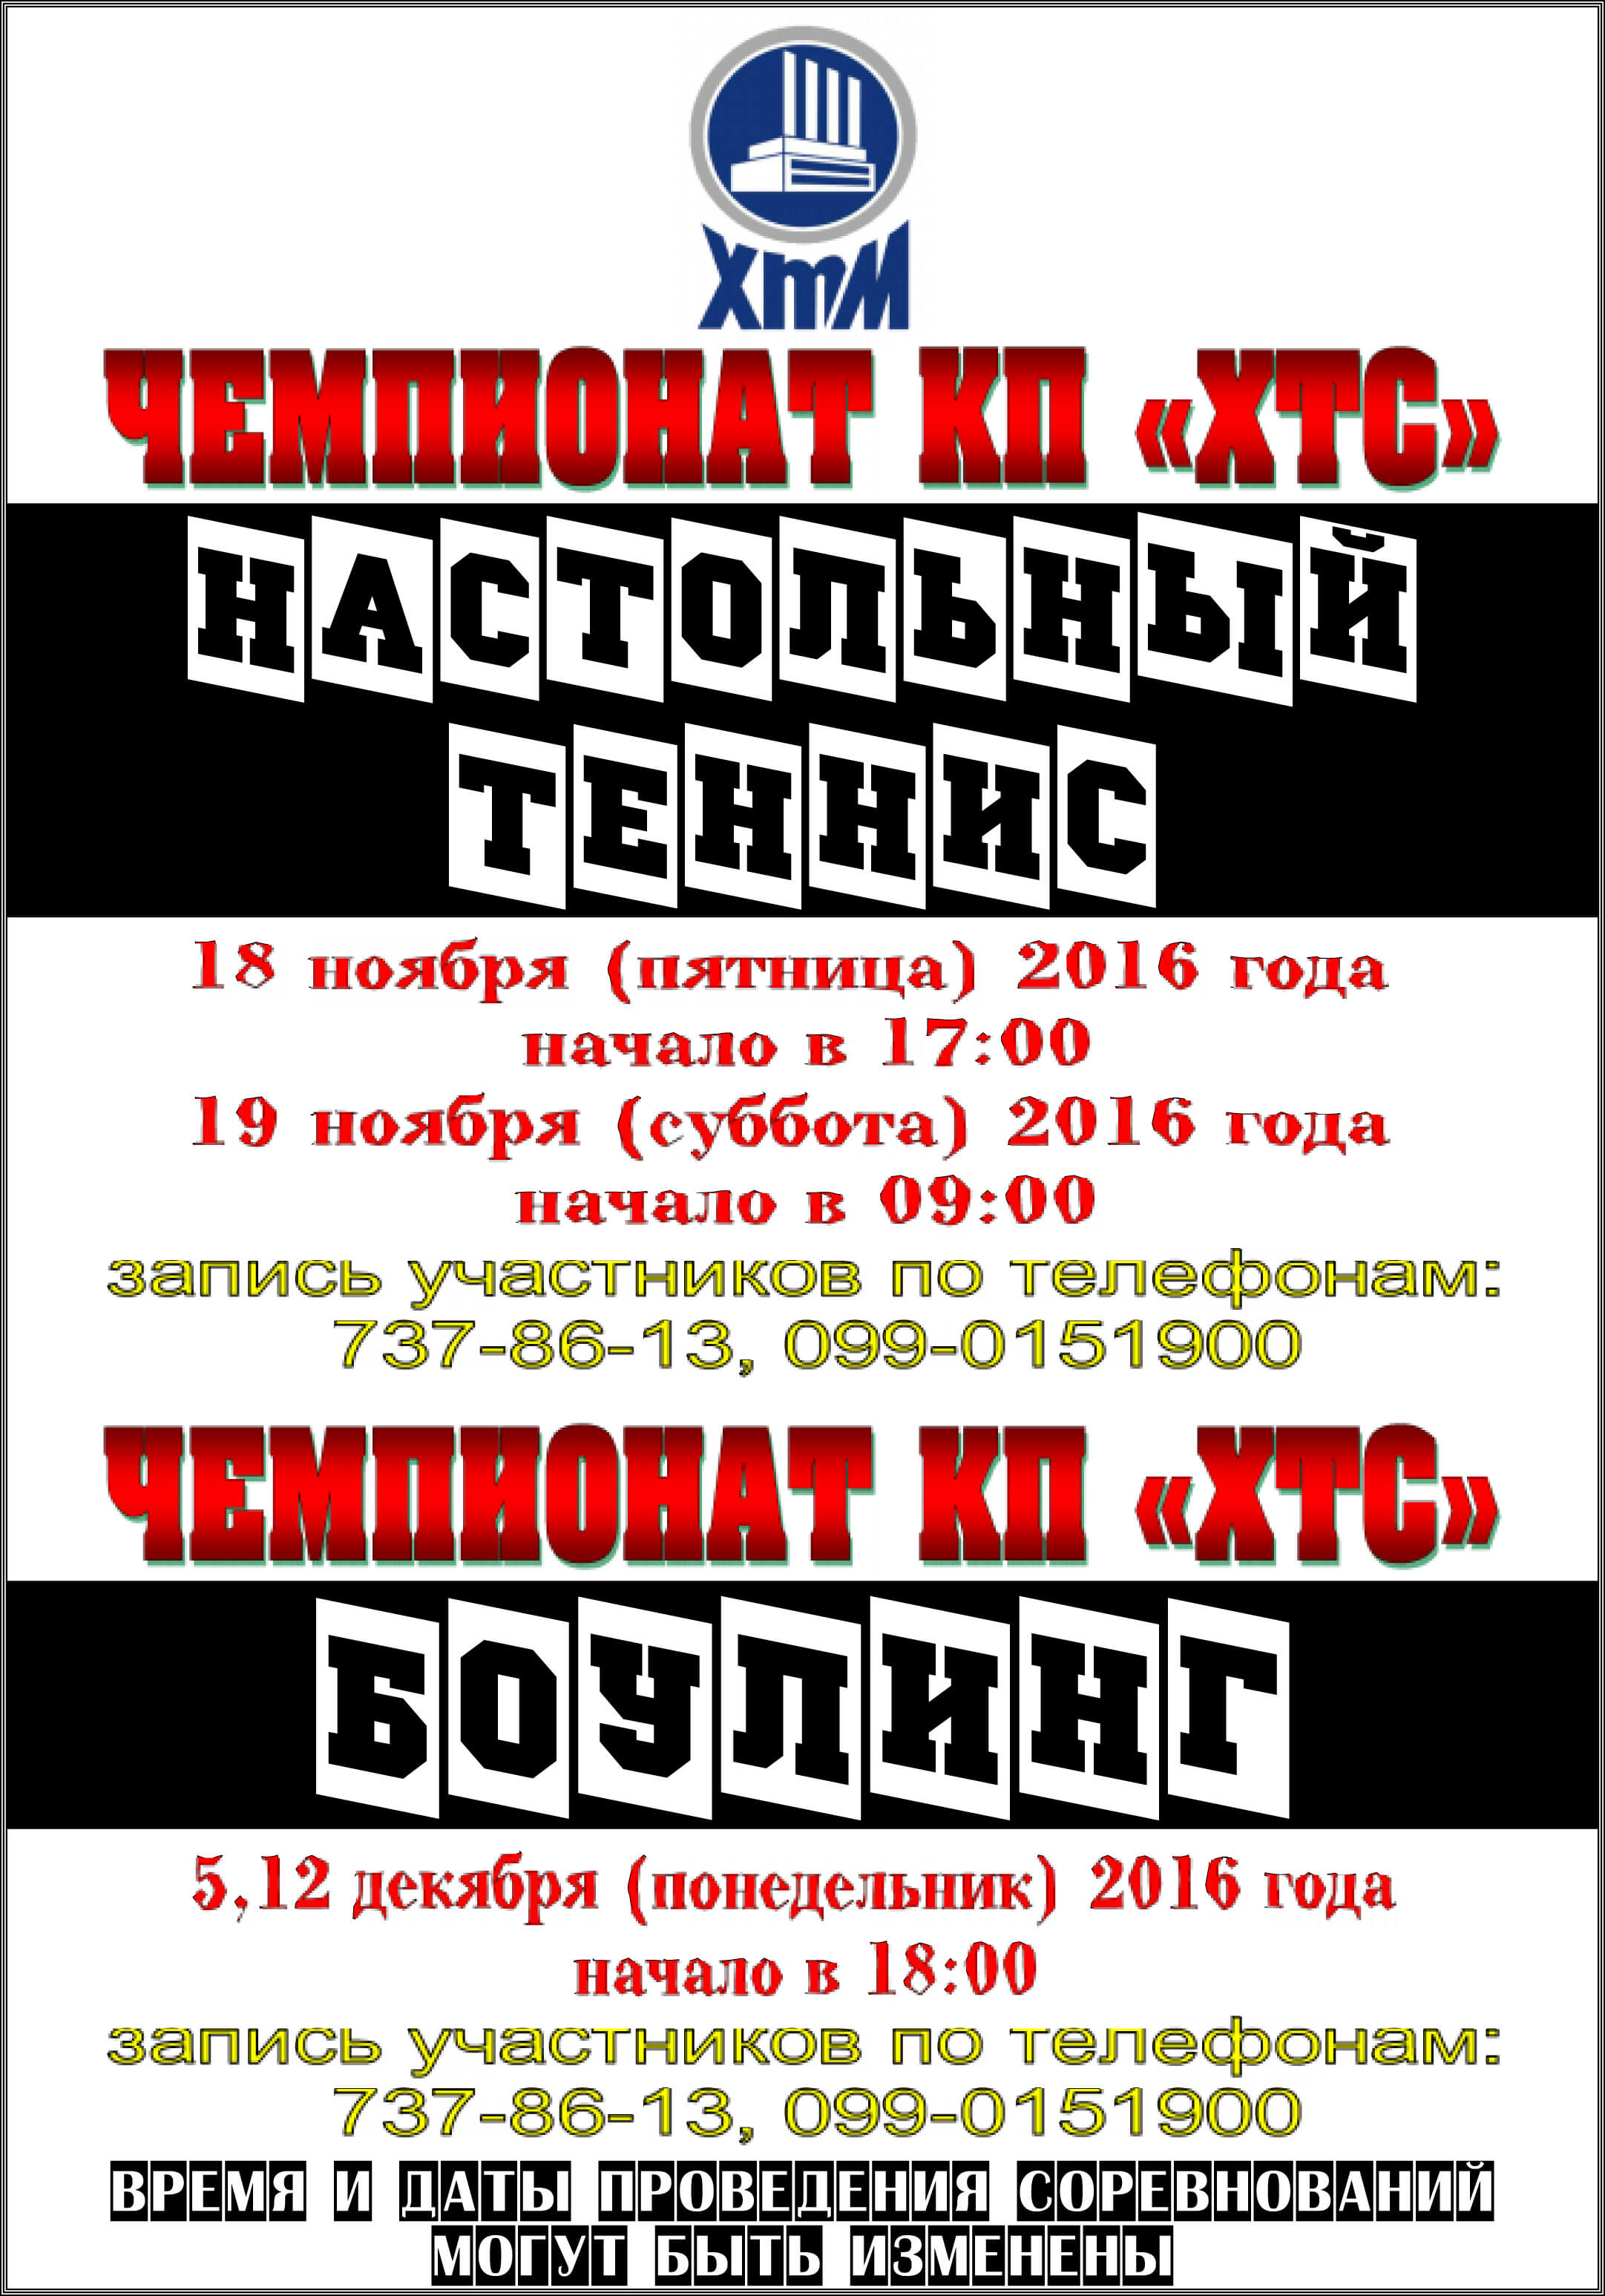 ХТМ
ЧЕМПИОНАТ КП «ХТС»
НАСТОЛЬНЫЙ
ТЕННИС
18 ноября (пятница) 2016 года
начало в 17:00
19 ноября (суббота) 2016 года
начало в 09:00
запись участников по телефонам:
737-86-13, 099-0151900
ЧЕМПИОНАТ КП «ХТС»
БОУЛИНГ
5,12 декября (понедельник) 2016 года
начало в 18:00
запись участников по телефонам:
737-86-13, 099-0151900
ВРЕМЯ И ДАТЫ ПРОВЕДЕНИЯ СОРЕВНОВАНИЙ
МОГУТ БЫТЬ ИЗМЕНЕНЫ